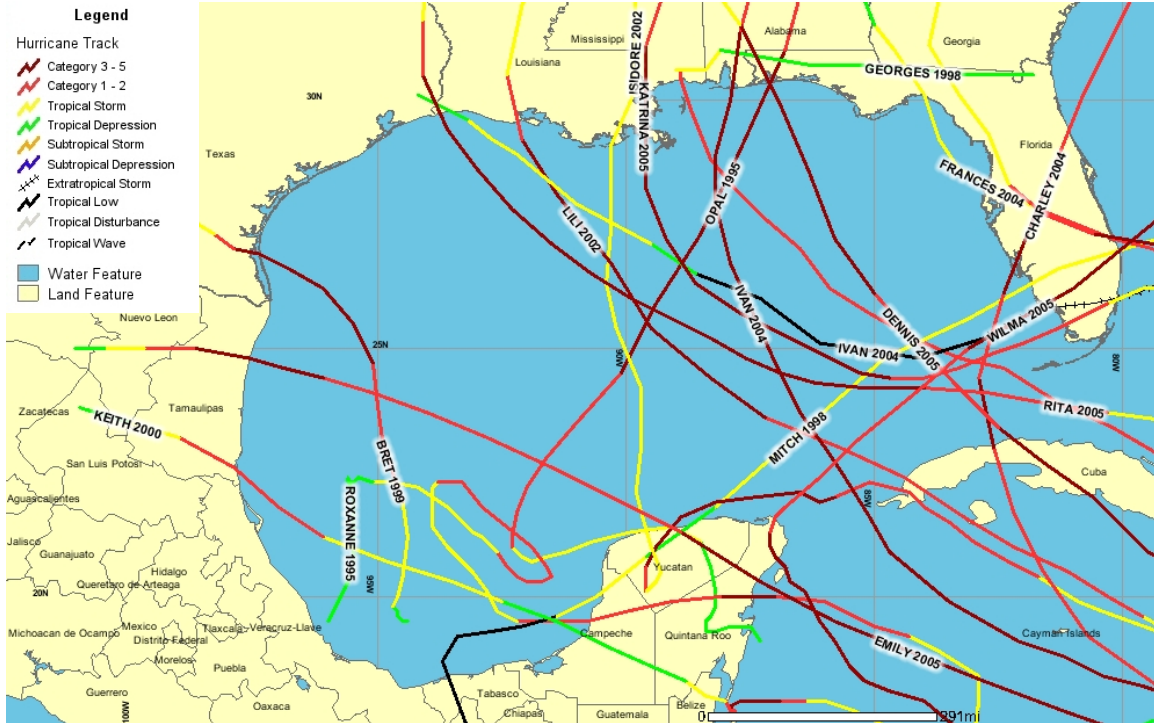 Legend
Hurricane Track
Category 3 - 5
Category 1 - 2
Tropical Storm
Tropical Depression
Subtropical Storm
Subtropical Depression
Extratropical Storm
Tropical Low
Tropical Disturbance
Tropical Wave
Water Feature
Land Feature
Mississippi
Alabama
Georgia
Louisiana
ISIDORE 2002
KATRINA 2005
GEORGES 1998
30N
Texas
Florida
FRANCES 2004
CHARLEY 2004
OPAL 1995
LILI 2002
IVAN 2004
DENNIS 2005
WILMA 2005
IVAN 2004
Nuevo Leon
25N
90W
80W
Zacatecas
Tamaulipas
KEITH 2000
RITA 2005
MITCH 1998
BRET 1999
San Luis Potosi
Cuba
Aguascalientes
ROXANNE 1995
85W
Jalisco
Guanajuato
Hidalgo
Queretaro de Arteaga
Yucatan
20N
95W
Michoacan de Ocampo
Mexico
Tlaxcala
Veracruz-Llave
Distrito Federal
Morelos
Puebla
Campeche
Quintana Roo
EMILY 2005
Cayman Islands
Guerrero
100W
Oaxaca
Tabasco
Chiapas
Guatemala
Belize
0
291mi